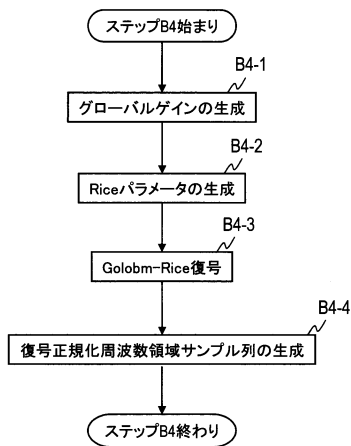 ステップB4始まり
B4-1
グローバルゲインの生成
B4-2
Riceパラメータの生成
B4-3
Golobm-Rice復号
B4-4
復号正規化周波数領域サンプル列の生成
ステップB4終わり